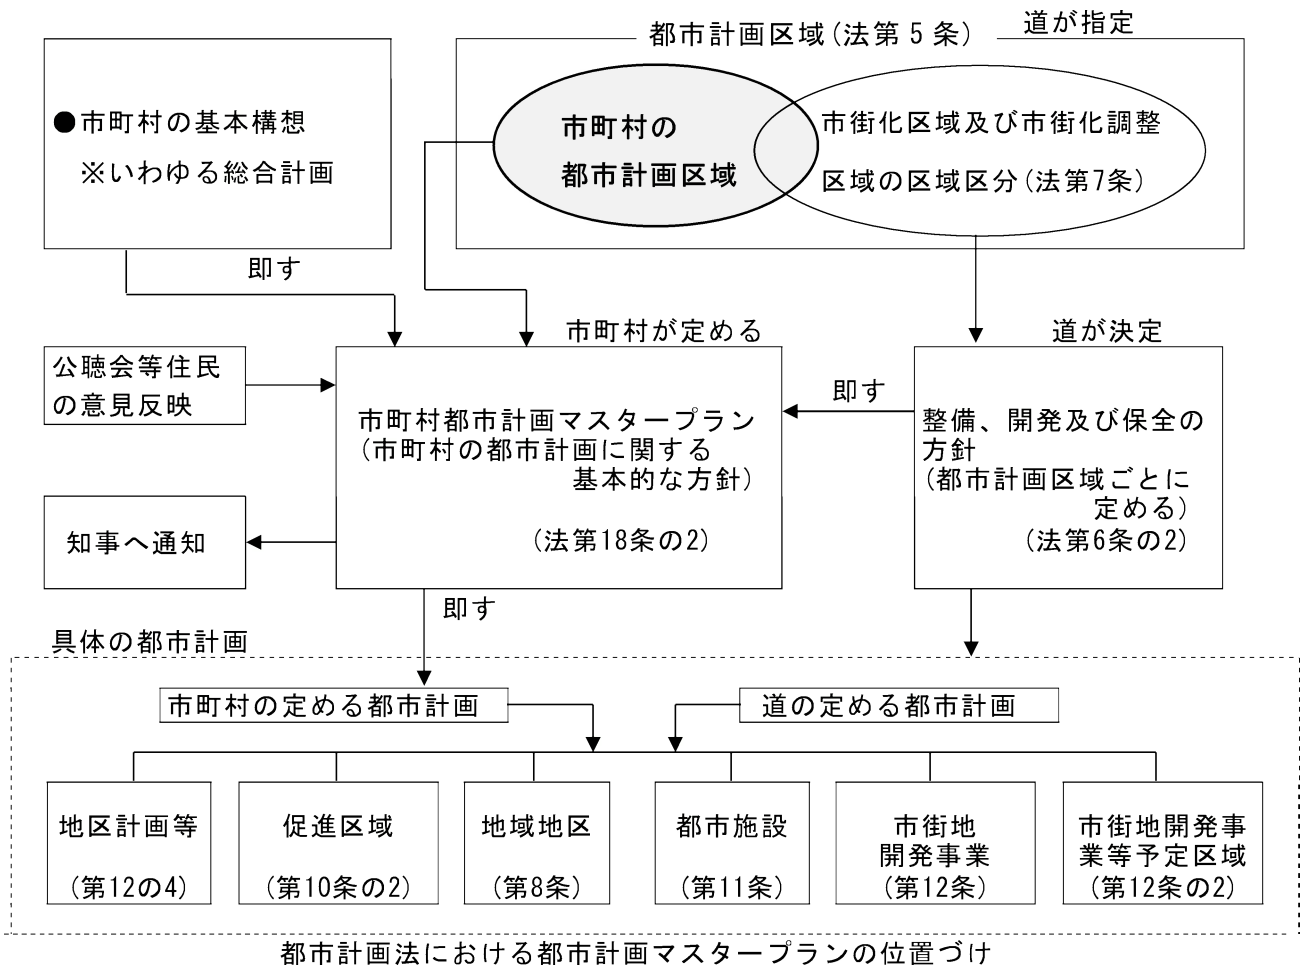 道が指定
都市計画区域(法第5条)
●市町村の基本構想
※いわゆる総合計画
市町村の
都市計画区域
市街化区域及び市街化調整
区域の区域区分(法第7条)
即す
市町村が定める
道が決定
公聴会等住民
の意見反映
市町村都市計画マスタープラン
(市町村の都市計画に関する
基本的な方針)
(法第18条の2)
即す
整備、開発及び保全の
方針
(都市計画区域ごとに
定める)
(法第6条の2)
知事へ通知
即す
具体の都市計画
市町村の定める都市計画
道の定める都市計画
地区計画等
(第12の4)
促進区域
(第10条の2)
地域地区
(第8条)
都市施設
(第11条)
市街地
開発事業
(第12条)
市街地開発事
業等予定区域
(第12条の2)
都市計画法における都市計画マスタープランの位置づけ